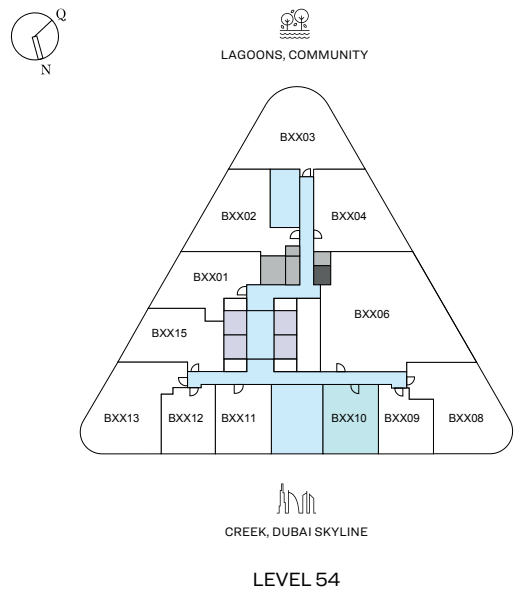 Q
N
LAGOONS, COMMUNITY
BXX03
BXX02
BXX04
BXX01
BXX06
BXX15
BXX13
BXX12
BXX11
BXX10
BXX09
BXX08
CREEK, DUBAI SKYLINE
LEVEL 54